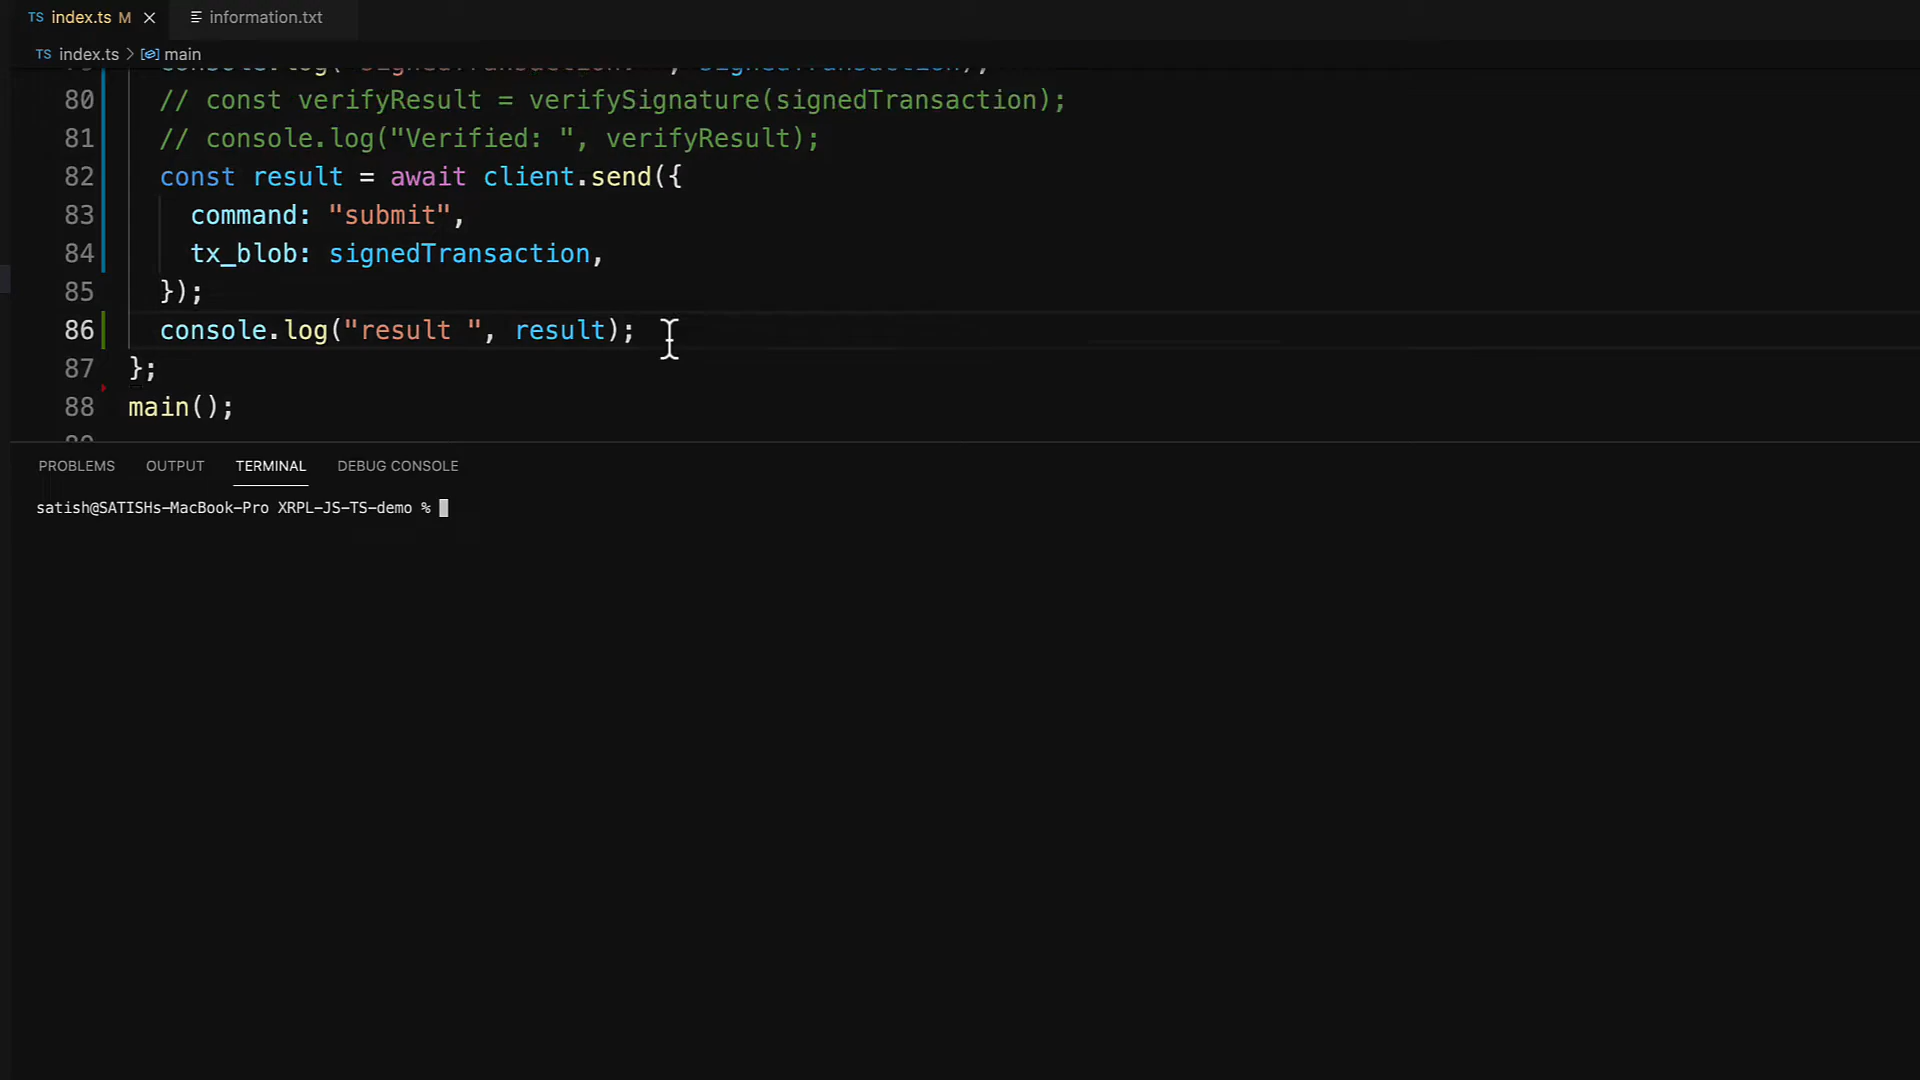 TS index.ts M
information.txt
TS index.ts > main
80 // const verifyResult = verifySignature(signedTransaction);
81 // console.log("Verified: ", verifyResult);
82 const result = await client.send({
83 command: "submit",
84 tx_blob: signedTransaction,
85 });
86 console.log("result ", result);
87 };
88 main();
PROBLEMS OUTPUT TERMINAL DEBUG CONSOLE
satish@SATISHs-MacBook-Pro XRPL-JS-TS-demo %